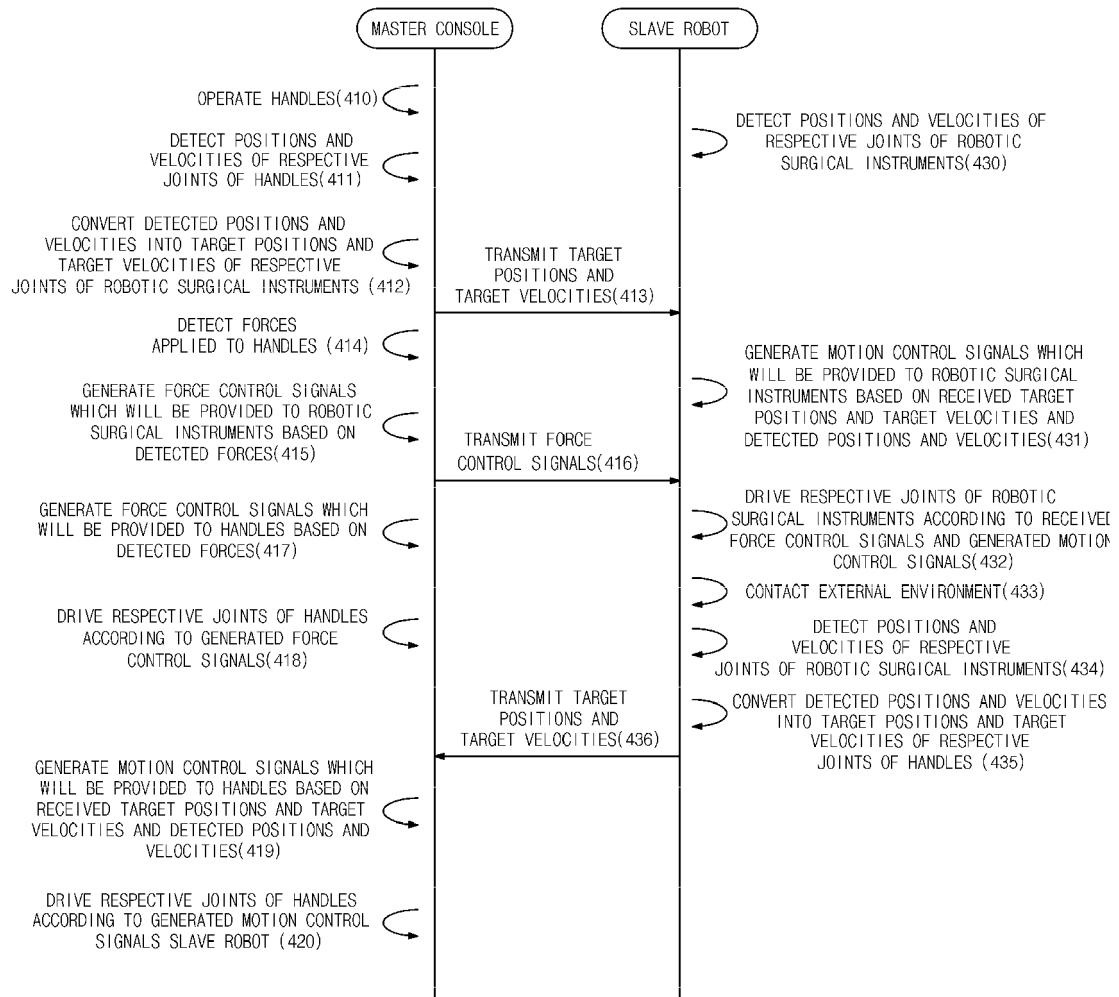 MASTER CONSOLE
SLAVE ROBOT
OPERATE HANDLES(410)
DETECT POSITIONS AND
VELOCITIES OF RESPECTIVE
JOINTS OF HANDLES(411)
DETECT POSITIONS AND VELOCITIES OF
RESPECTIVE JOINTS OF ROBOTIC
SURGICAL INSTRUMENTS(430)
CONVERT DETECTED POSITIONS AND
VELOCITIES INTO TARGET POSITIONS AND
TARGET VELOCITIES OF RESPECTIVE
JOINTS OF ROBOTIC SURGICAL INSTRUMENTS (412)
TRANSMIT TARGET
POSITIONS AND
TARGET VELOCITIES(413)
DETECT FORCES
APPLIED TO HANDLES (414)
GENERATE MOTION CONTROL SIGNALS WHICH
WILL BE PROVIDED TO ROBOTIC SURGICAL
INSTRUMENTS BASED ON RECEIVED TARGET
POSITIONS AND TARGET VELOCITIES AND
DETECTED POSITIONS AND VELOCITIES(431)
GENERATE FORCE CONTROL SIGNALS
WHICH WILL BE PROVIDED TO ROBOTIC
SURGICAL INSTRUMENTS BASED ON
DETECTED FORCES(415)
TRANSMIT FORCE
CONTROL SIGNALS(416)
GENERATE FORCE CONTROL SIGNALS WHICH
WILL BE PROVIDED TO HANDLES BASED ON
DETECTED FORCES(417)
DRIVE RESPECTIVE JOINTS OF ROBOTIC
SURGICAL INSTRUMENTS ACCORDING TO RECEIVED
FORCE CONTROL SIGNALS AND GENERATED MOTION
CONTROL SIGNALS(432)
CONTACT EXTERNAL ENVIRONMENT(433)
DRIVE RESPECTIVE JOINTS OF HANDLES
ACCORDING TO GENERATED FORCE
CONTROL SIGNALS(418)
DETECT POSITIONS AND
VELOCITIES OF RESPECTIVE
JOINTS OF ROBOTIC SURGICAL INSTRUMENTS(434)
TRANSMIT TARGET
POSITIONS AND
TARGET VELOCITIES(436)
CONVERT DETECTED POSITIONS AND VELOCITIES
INTO TARGET POSITIONS AND TARGET
VELOCITIES OF RESPECTIVE
JOINTS OF HANDLES (435)
GENERATE MOTION CONTROL SIGNALS WHICH
WILL BE PROVIDED TO HANDLES BASED ON
RECEIVED TARGET POSITIONS AND TARGET
VELOCITIES AND DETECTED POSITIONS AND
VELOCITIES(419)
DRIVE RESPECTIVE JOINTS OF HANDLES
ACCORDING TO GENERATED MOTION CONTROL
SIGNALS SLAVE ROBOT (420)